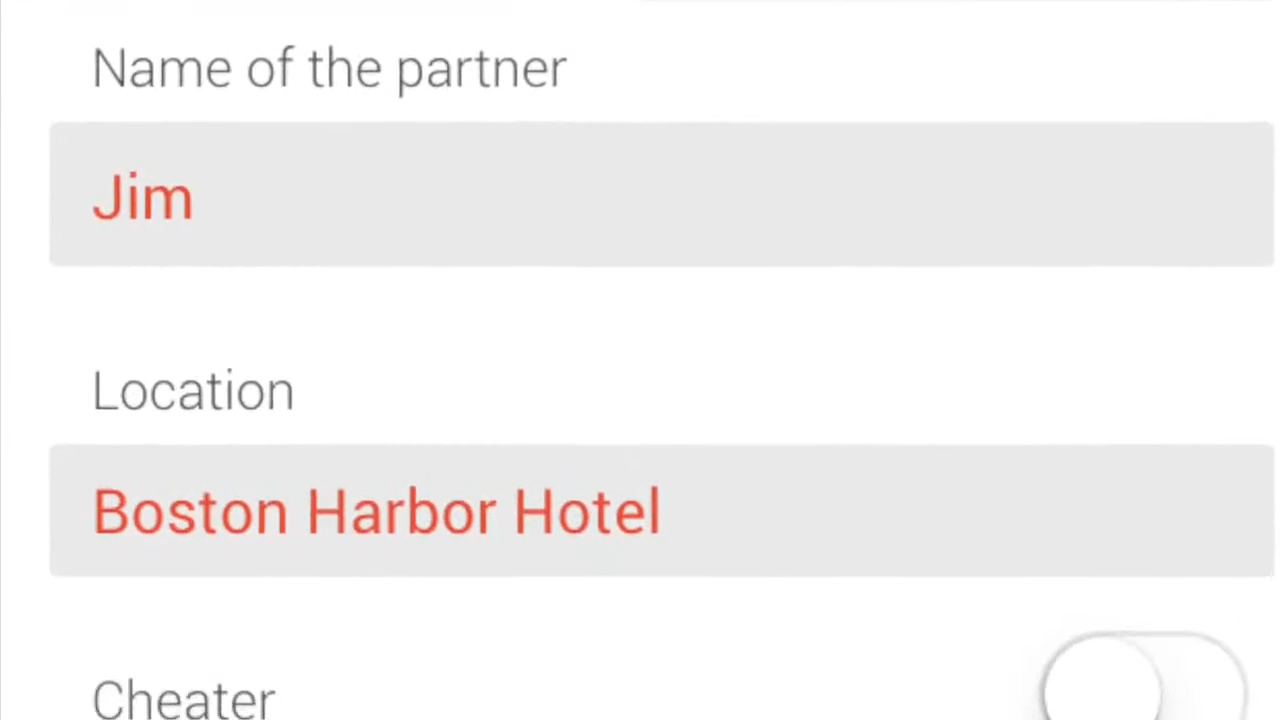 Name of the partner
Jim
Location
Boston Harbor Hotel
Cheater